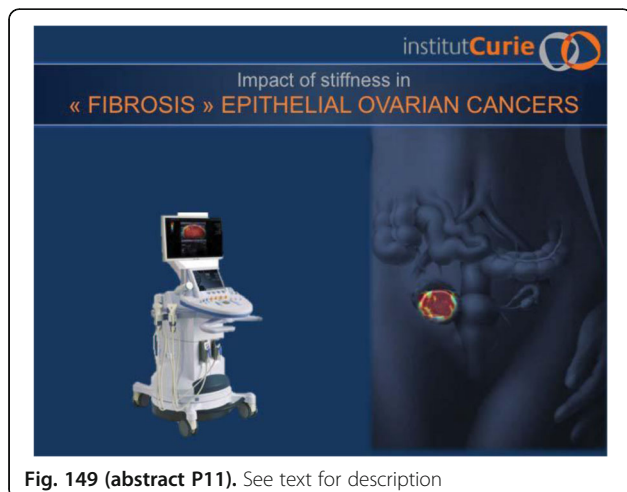 institutCurie
Impact of stiffness in
« FIBROSIS » EPITHELIAL OVARIAN CANCERS
Fig. 149 (abstract P11). See text for description